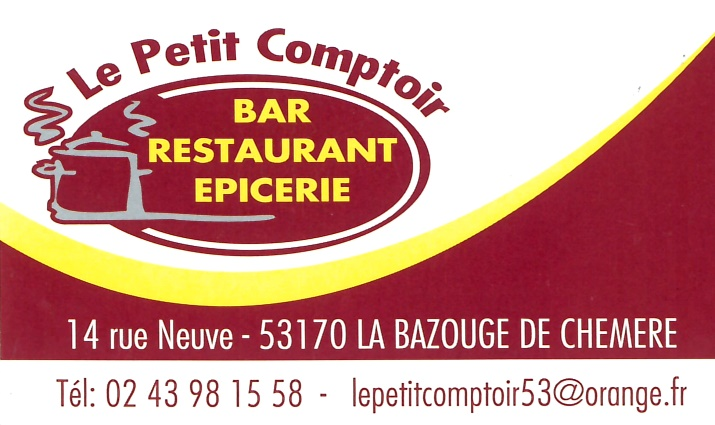 Le Petit Comptoir
BAR
RESTAURANT
EPICERIE
14 rue Neuve - 53170 LA BAZOUGE DE CHEMERE
Tél: 02 43 98 15 58 - lepetitcomptoir53@orange.fr